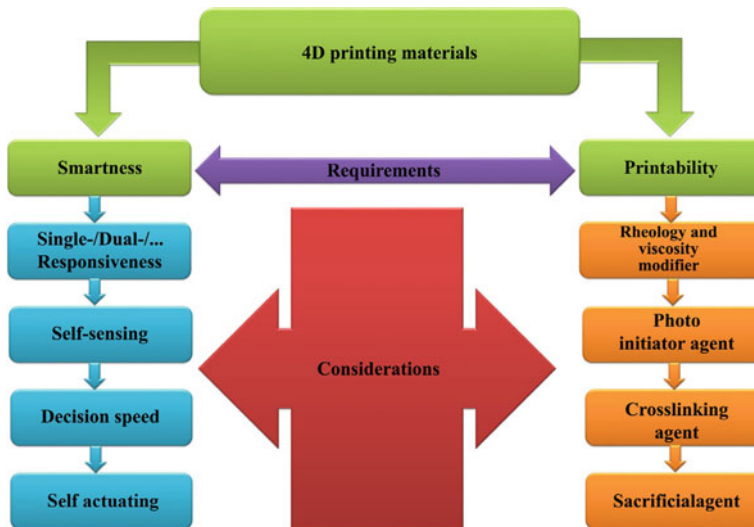 4D printing materials
Smartness
Requirements
Printability
Single-/Dual-/...
Responsiveness
Rheology and
viscosity
modifier
Self-sensing
Photo
initiator agent
Considerations
Decision speed
Crosslinking
agent
Self actuating
Sacrificialagent